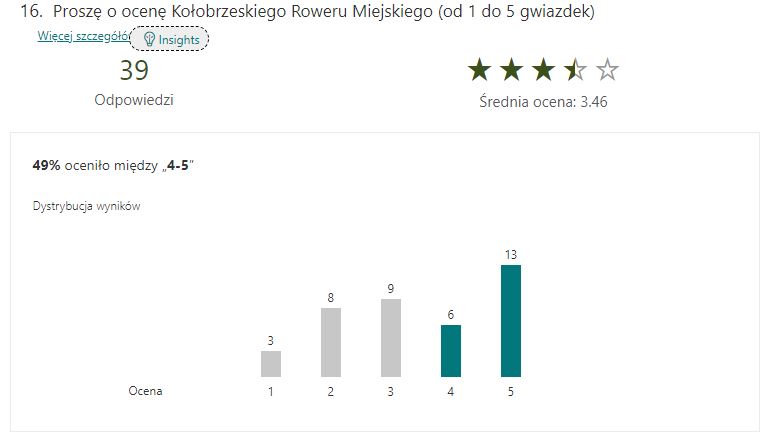 16. Proszę o ocenę Kołobrzeskiego Roweru Miejskiego (od 1 do 5 gwiazdek)
Więcej szczegółó Insights
39
Odpowiedzi
Średnia ocena: 3.46
49% oceniło między „4-5”
Dystrybucja wyników
3
8
9
6
13
Ocena 1 2 3 4 5